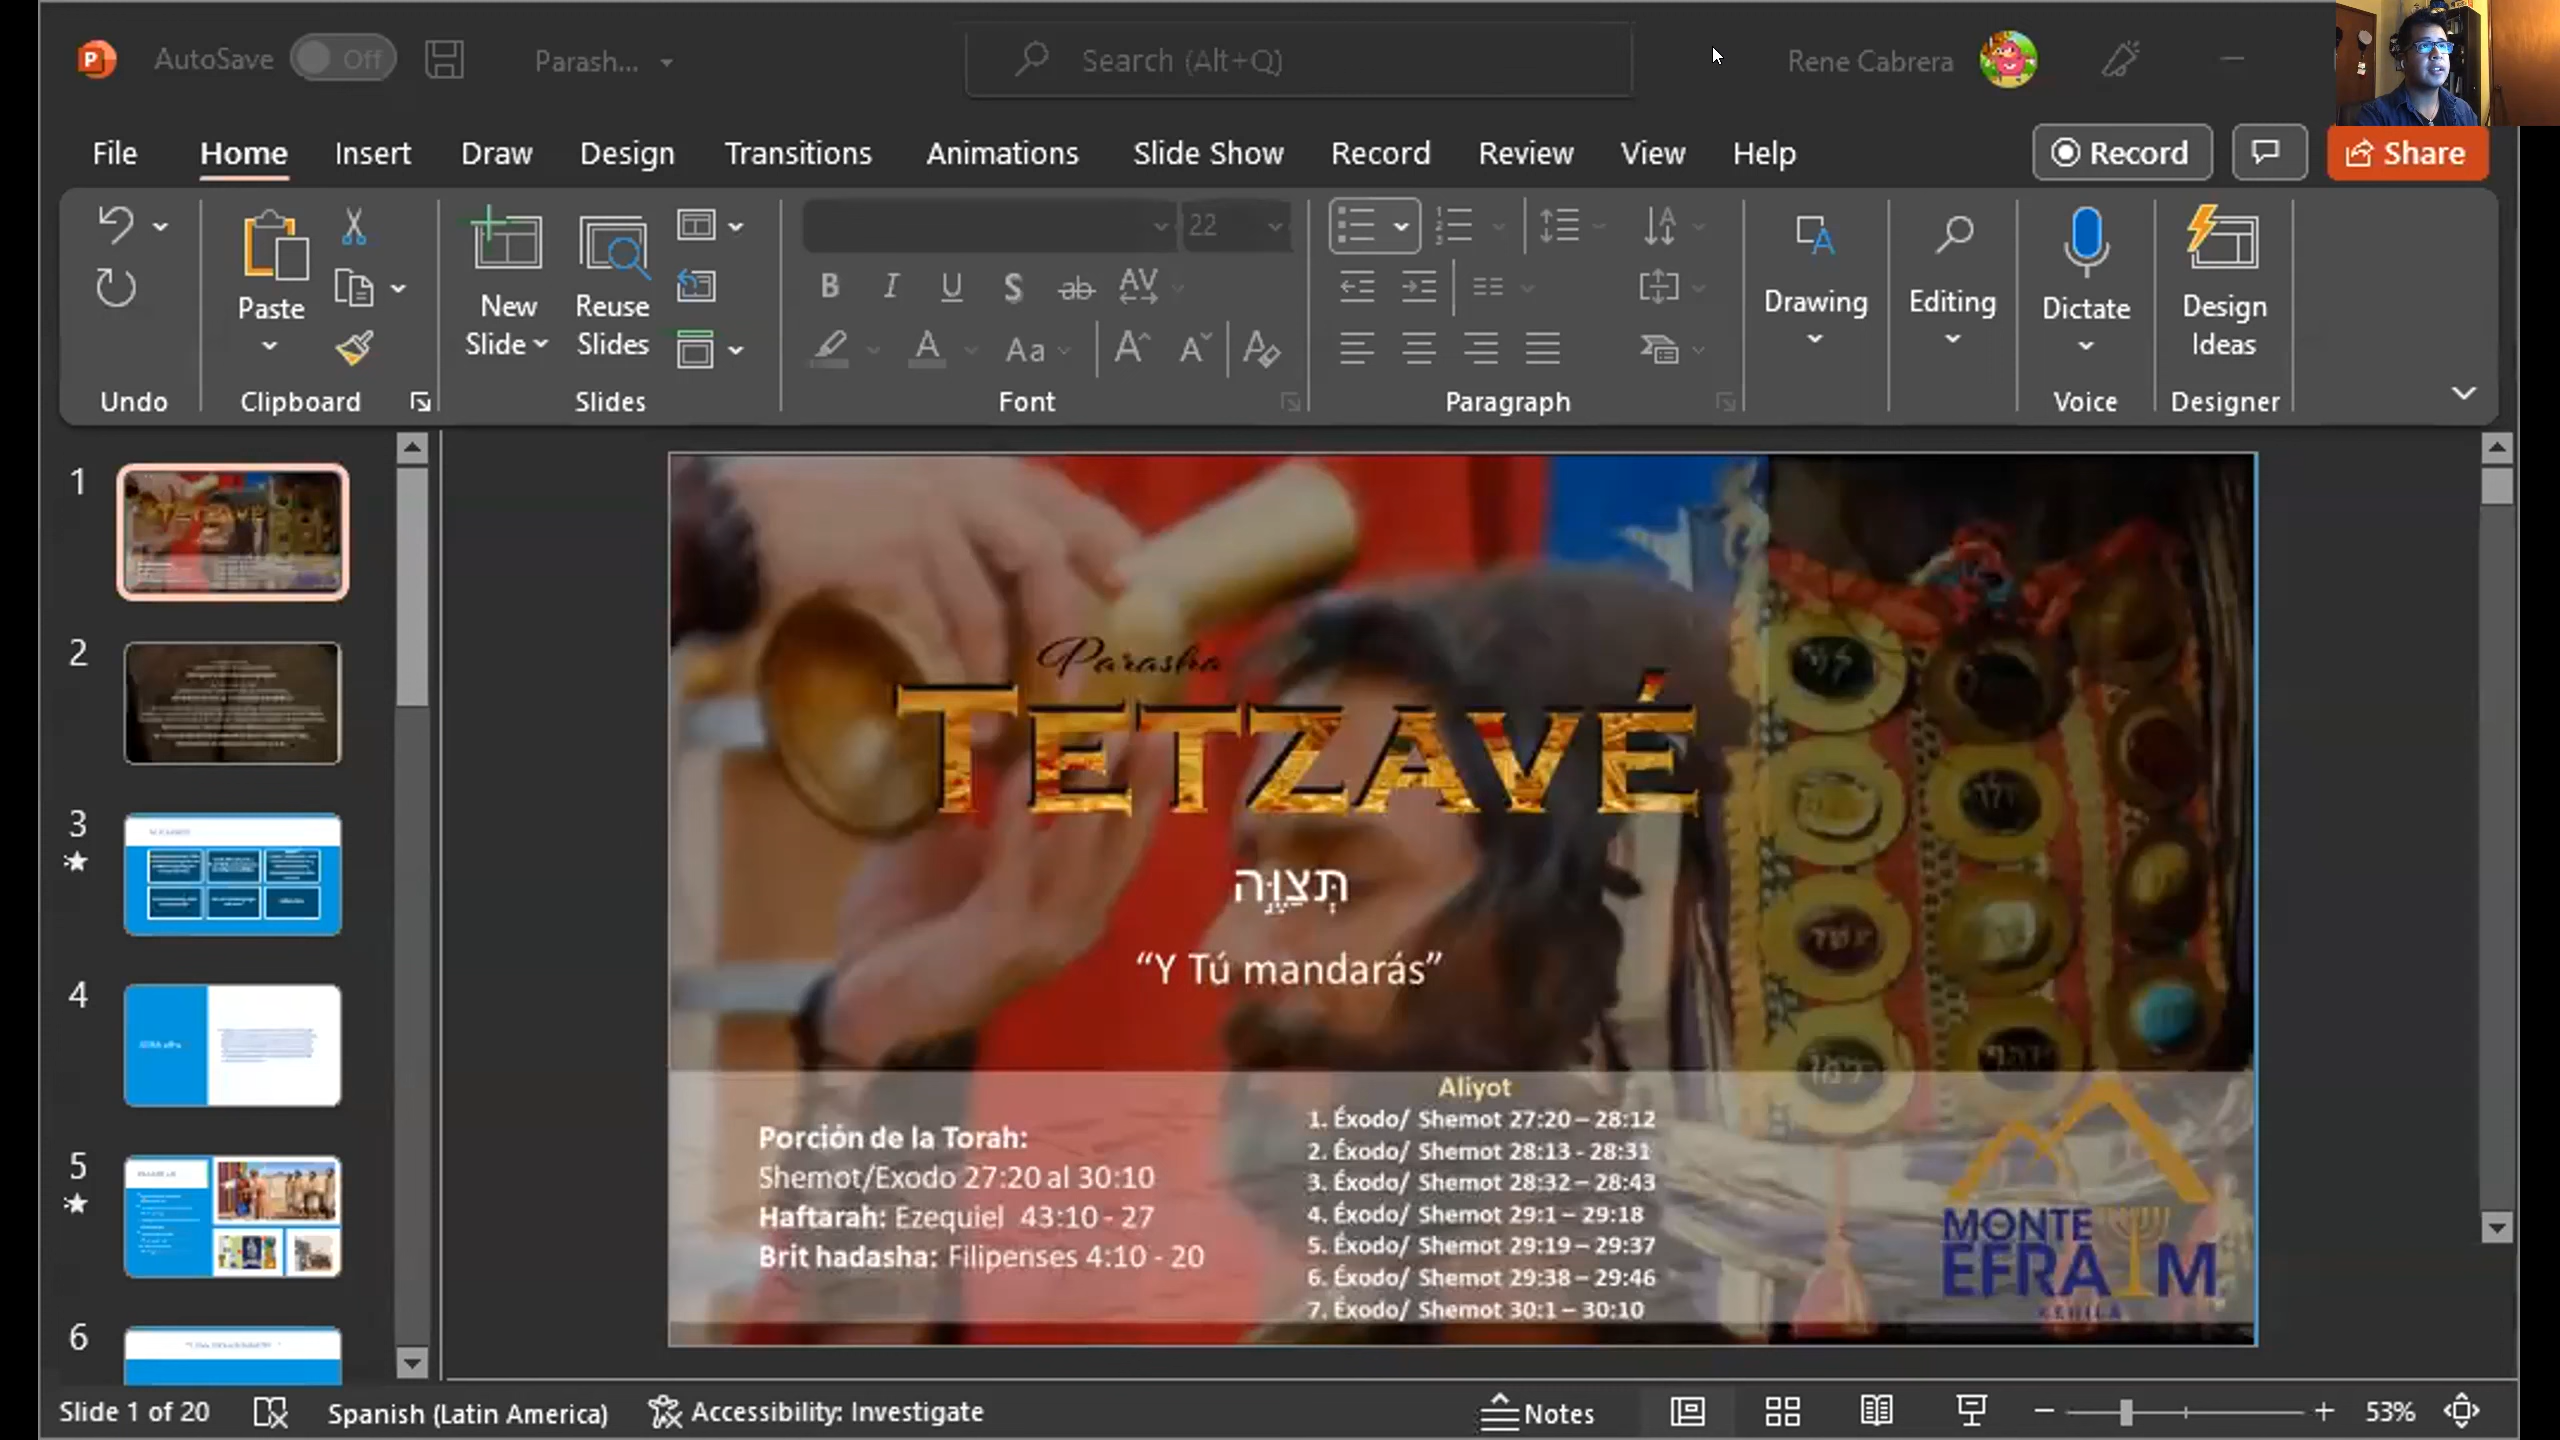 AutoSave Off Parash... Search (Alt+Q) Rene Cabrera
File Home Insert Draw Design Transitions Animations Slide Show Record Review View Help Record Share
22
Paste New Slide Reuse Slides Drawing Editing Dictate Design Ideas
Undo Clipboard Slides Font Paragraph Voice Designer
1
2
3
4
5
6
Parasha
TETZAVÉ
תְּצַוֶּה
“Y Tú mandarás”
Porción de la Torah:
Shemot/Exodo 27:20 al 30:10
Haftarah: Ezequiel 43:10 - 27
Brit hadasha: Filipenses 4:10 - 20
Aliyot
1. Éxodo/ Shemot 27:20 – 28:12
2. Éxodo/ Shemot 28:13 - 28:31
3. Éxodo/ Shemot 28:32 – 28:43
4. Éxodo/ Shemot 29:1 – 29:18
5. Éxodo/ Shemot 29:19 – 29:37
6. Éxodo/ Shemot 29:38 – 29:46
7. Éxodo/ Shemot 30:1 – 30:10
MONTE
EFRAIM
KEHILA
Slide 1 of 20 Spanish (Latin America) Accessibility: Investigate Notes 53%